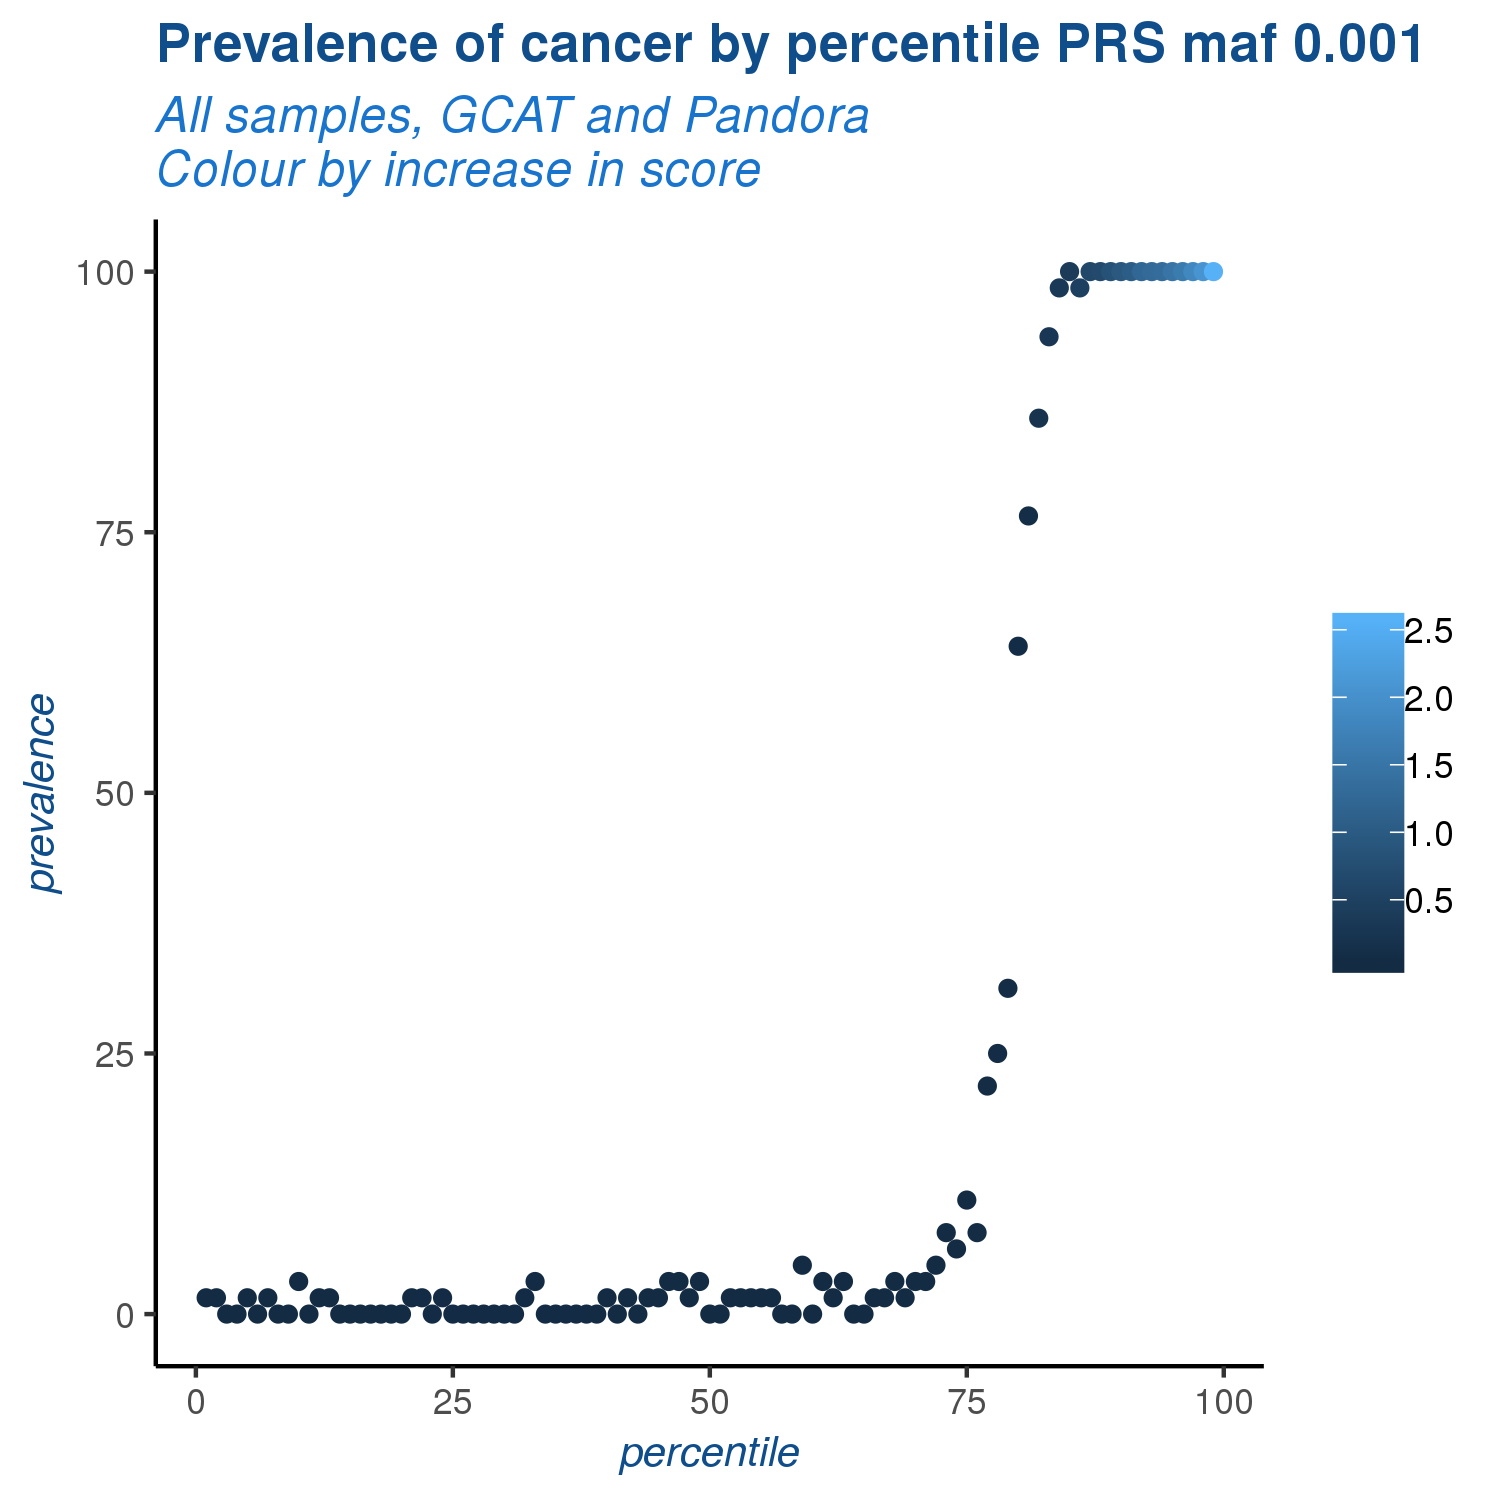 Prevalence of cancer by percentile PRS maf 0.001
All samples, GCAT and Pandora
Colour by increase in score
100
75
50
25
0
prevalence
0 25 50 75 100
percentile
2.5
2.0
1.5
1.0
0.5